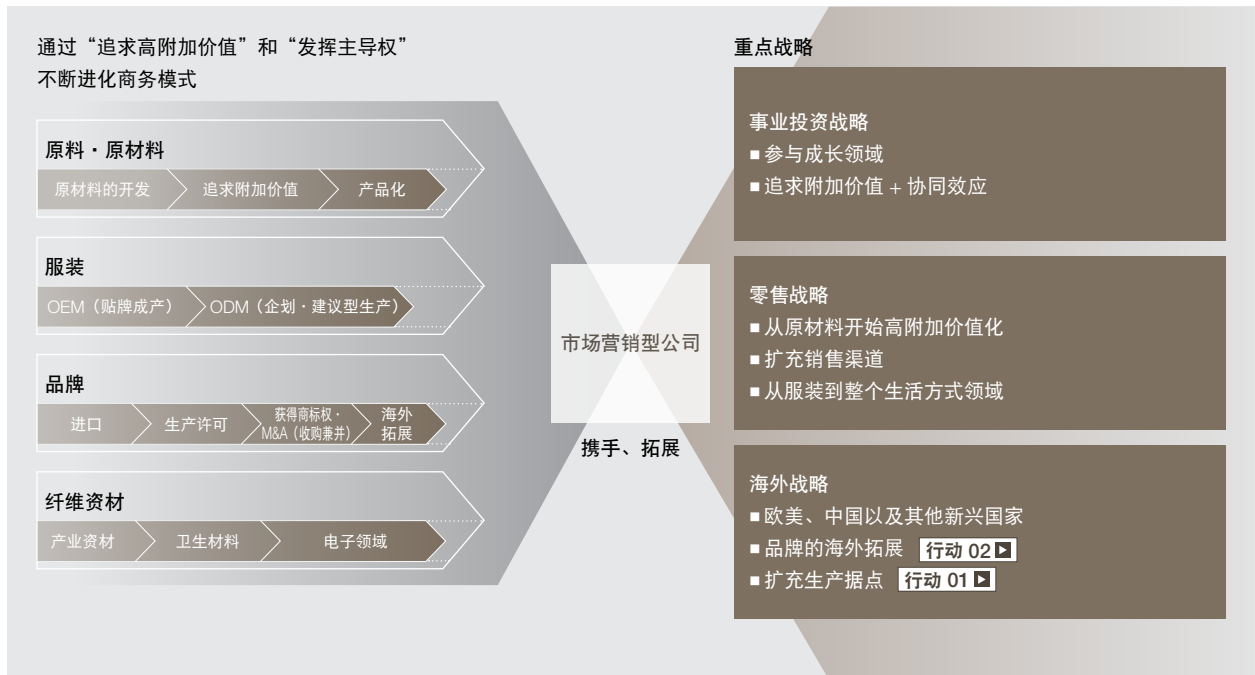 通过“追求高附加价值”和“发挥主导权”
不断进化商务模式
原料·原材料
原材料的开发
追求附加价值
产品化
服装
OEM（贴牌成产）
ODM（企划·建议型生产）
品牌
进口
生产许可
获得商标权·
M&A（收购兼并）
海外
拓展
纤维资材
产业资材
卫生材料
电子领域
市场营销型公司
携手、拓展
重点战略
事业投资战略
■参与成长领域
■追求附加价值 + 协同效应
零售战略
■从原材料开始高附加价值化
■扩充销售渠道
■从服装到整个生活方式领域
海外战略
■欧美、中国以及其他新兴国家
■品牌的海外拓展 行动 02
■扩充生产据点 行动 01